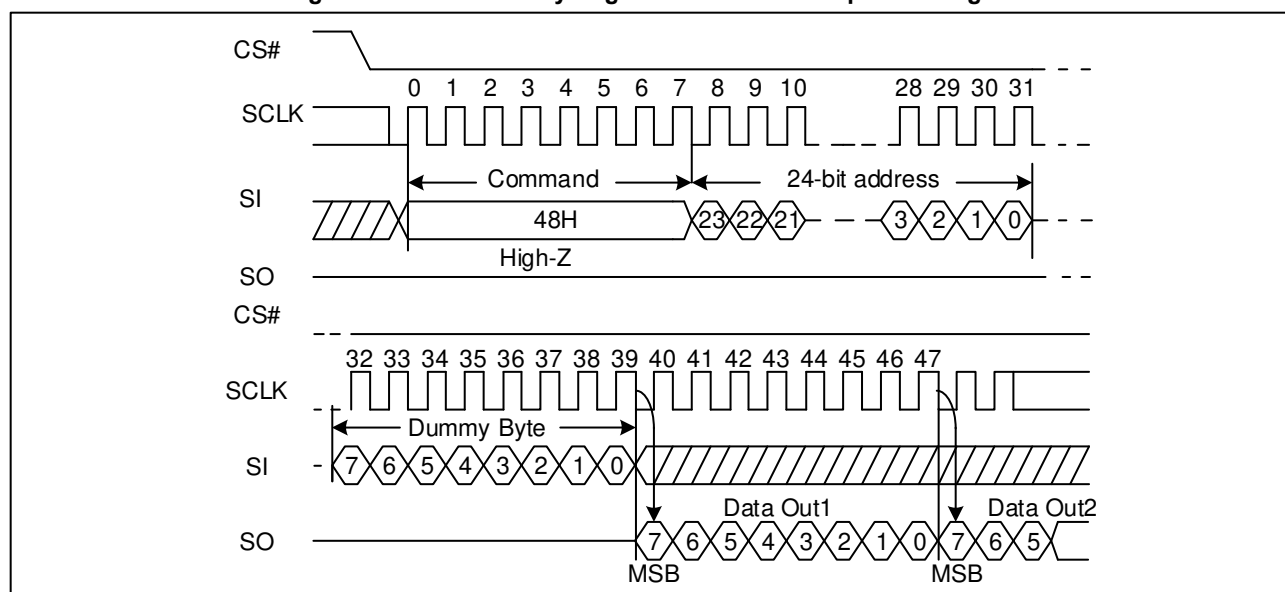 CS#
0 1 2 3 4 5 6 7 8 9 10 28 29 30 31
SCLK
Command 24-bit address
SI
48H 23 22 21 3 2 1 0
High-Z
SO
CS#
32 33 34 35 36 37 38 39 40 41 42 43 44 45 46 47
SCLK
Dummy Byte
SI 7 6 5 4 3 2 1 0
Data Out1 Data Out2
SO 7 6 5 4 3 2 1 0 7 6 5
MSB MSB